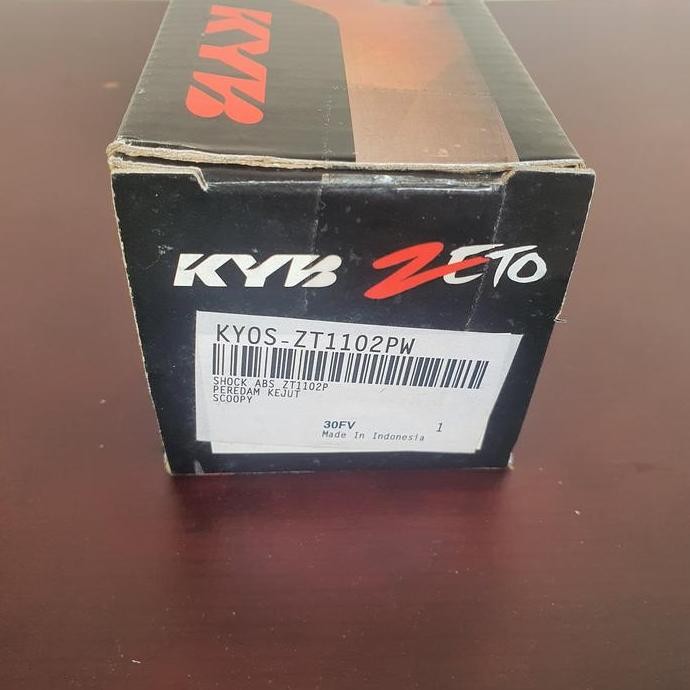 KYB
KYB ZETO
KYOS-ZT1102PW
SHOCK ABS ZT1102P
PEREDAM KEJUT
SCOOPY
30FV 1
Made In Indonesia